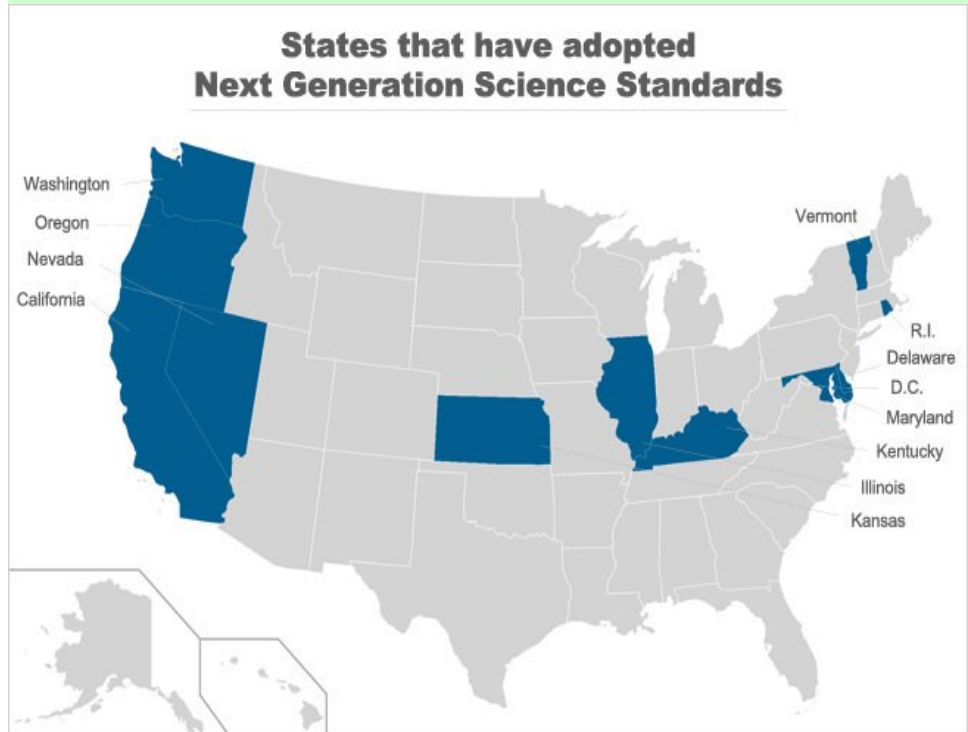 States that have adopted
Next Generation Science Standards
Washington
Oregon
Nevada
California
Vermont
R.I.
Delaware
D.C.
Maryland
Kentucky
Illinois
Kansas